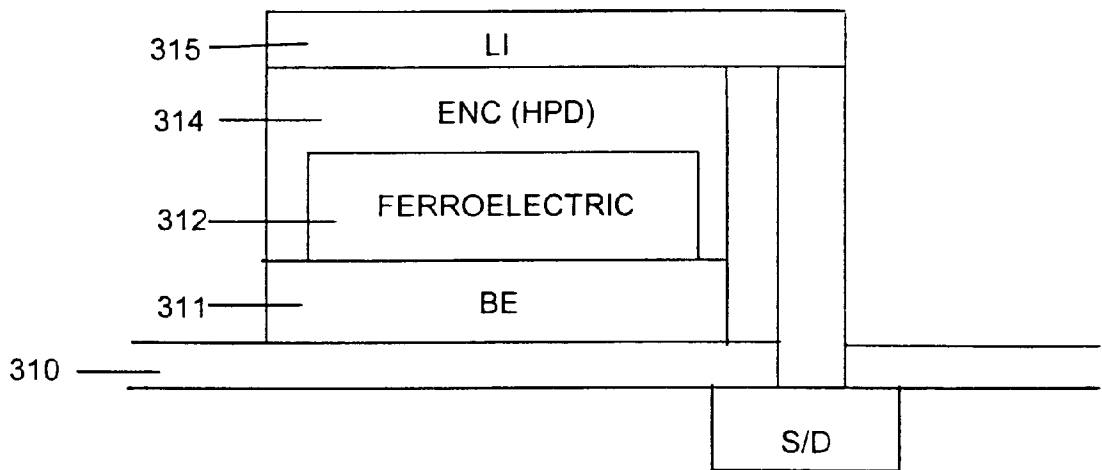 315 LI
314 ENC (HPD)
312 FERROELECTRIC
311 BE
310
S/D